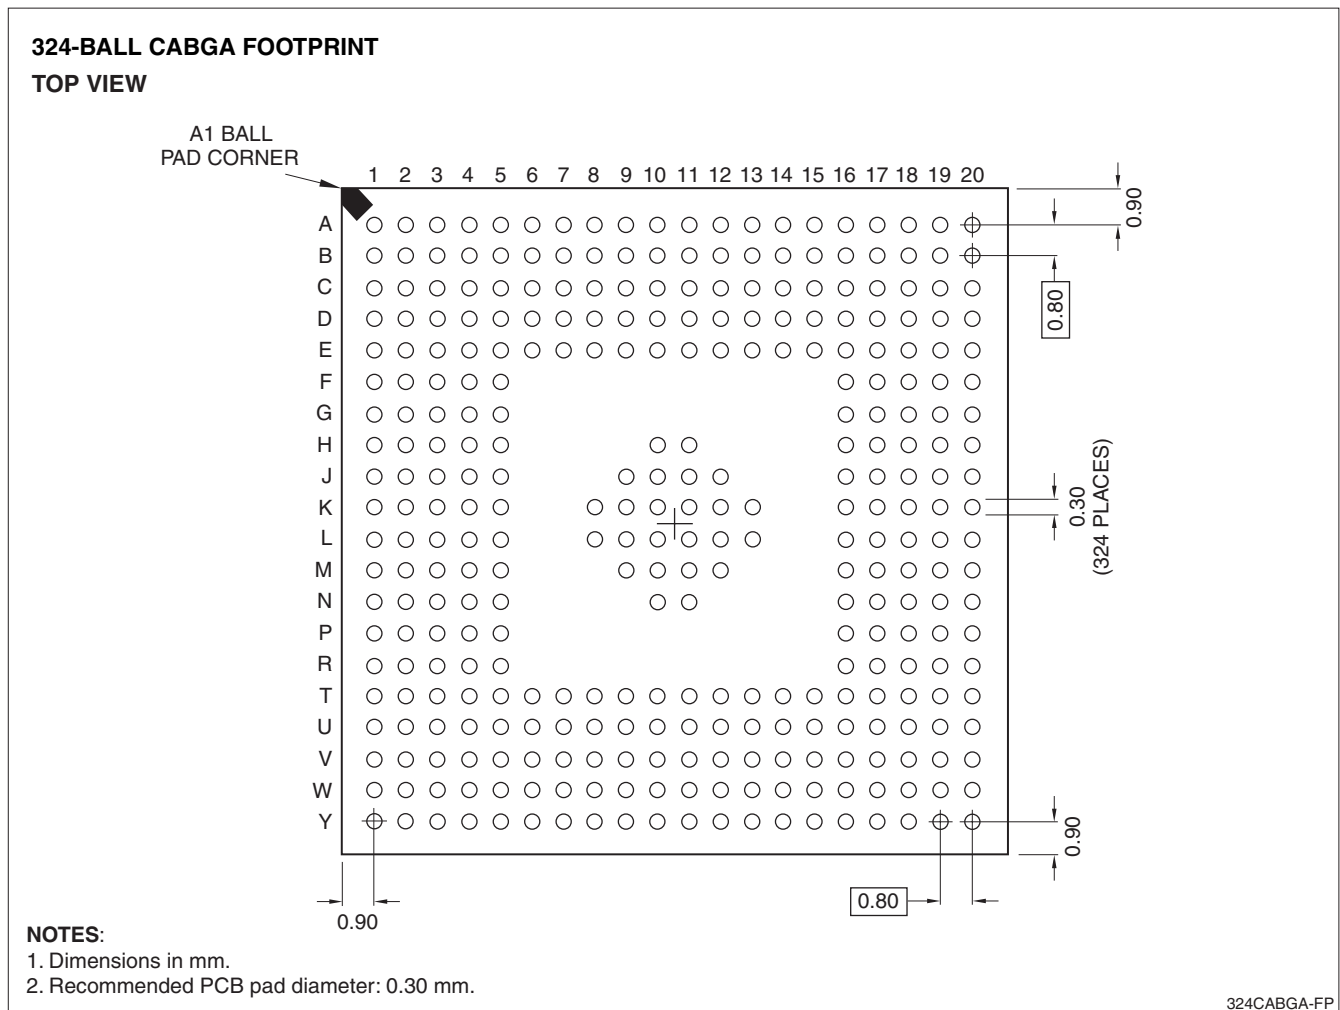 324-BALL CABGA FOOTPRINT
TOP VIEW
A1 BALL
PAD CORNER
1 2 3 4 5 6 7 8 9 10 11 12 13 14 15 16 17 18 19 20
A
B
C
D
E
F
G
H
J
K
L
M
N
P
R
T
U
V
W
Y
0.90
0.80
0.30
(324 PLACES)
0.90
0.80
0.90
NOTES:
1. Dimensions in mm.
2. Recommended PCB pad diameter: 0.30 mm.
324CABGA-FP